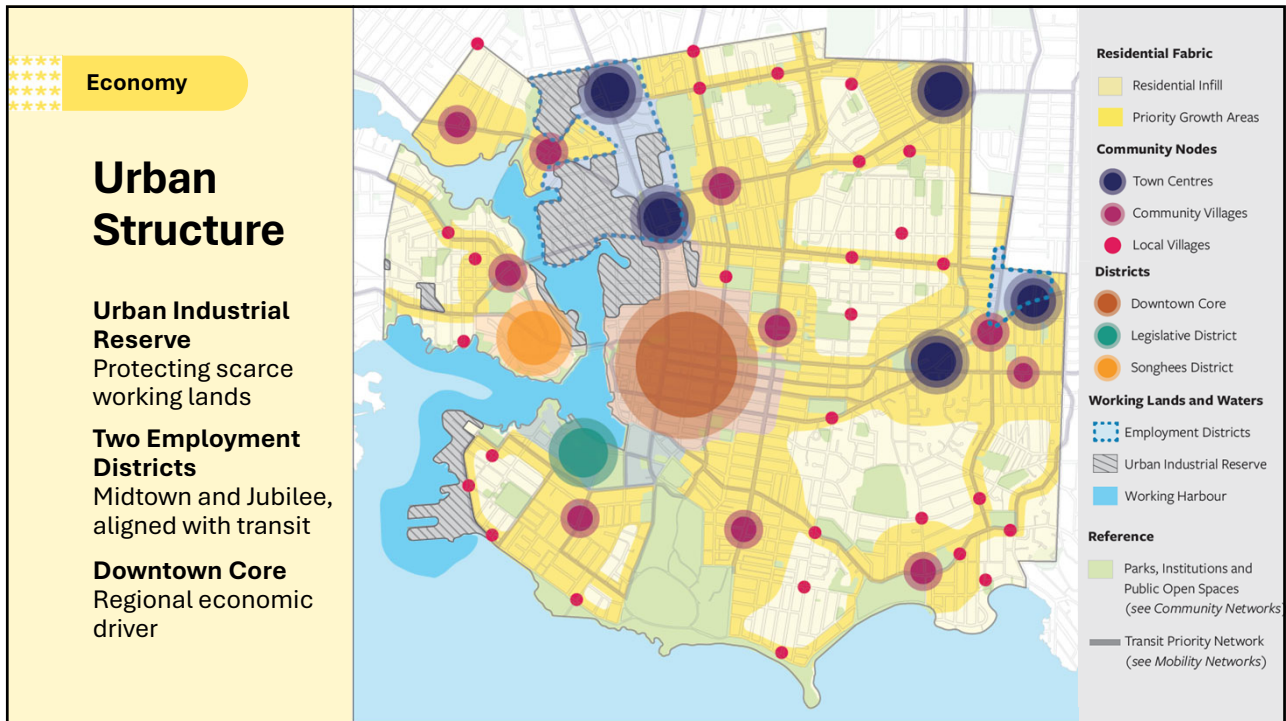 Economy
Urban
Structure
Urban Industrial
Reserve
Protecting scarce
working lands
Two Employment
Districts
Midtown and Jubilee,
aligned with transit
Downtown Core
Regional economic
driver
Residential Fabric
Residential Infill
Priority Growth Areas
Community Nodes
Town Centres
Community Villages
Local Villages
Districts
Downtown Core
Legislative District
Songhees District
Working Lands and Waters
Employment Districts
Urban Industrial Reserve
Working Harbour
Reference
Parks, Institutions and
Public Open Spaces
(see Community Networks)
Transit Priority Network
(see Mobility Networks)